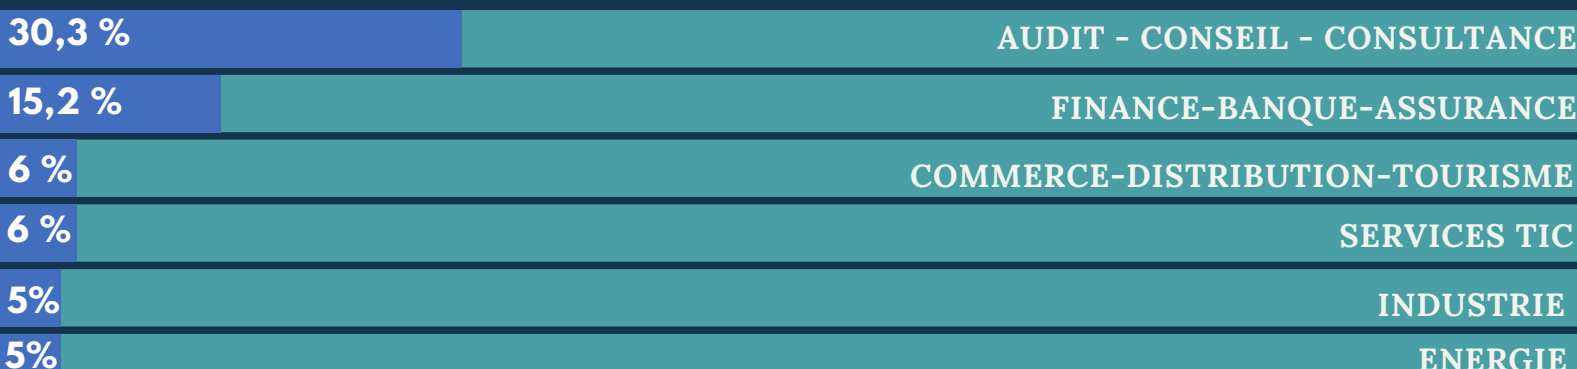 30,3 % AUDIT - CONSEIL - CONSULTANCE
15,2 % FINANCE-BANQUE-ASSURANCE
6 % COMMERCE-DISTRIBUTION-TOURISME
6 % SERVICES TIC
5% INDUSTRIE
5% ENERGIE